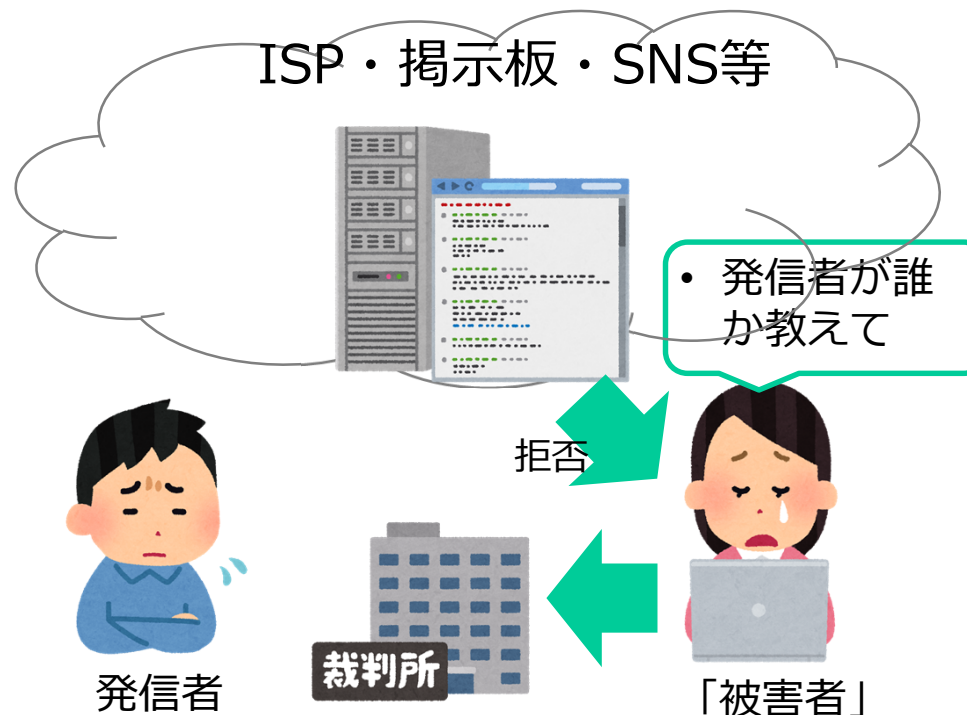 ISP・掲示板・SNS等
• 発信者が誰
か教えて
拒否
裁判所
発信者
「被害者」